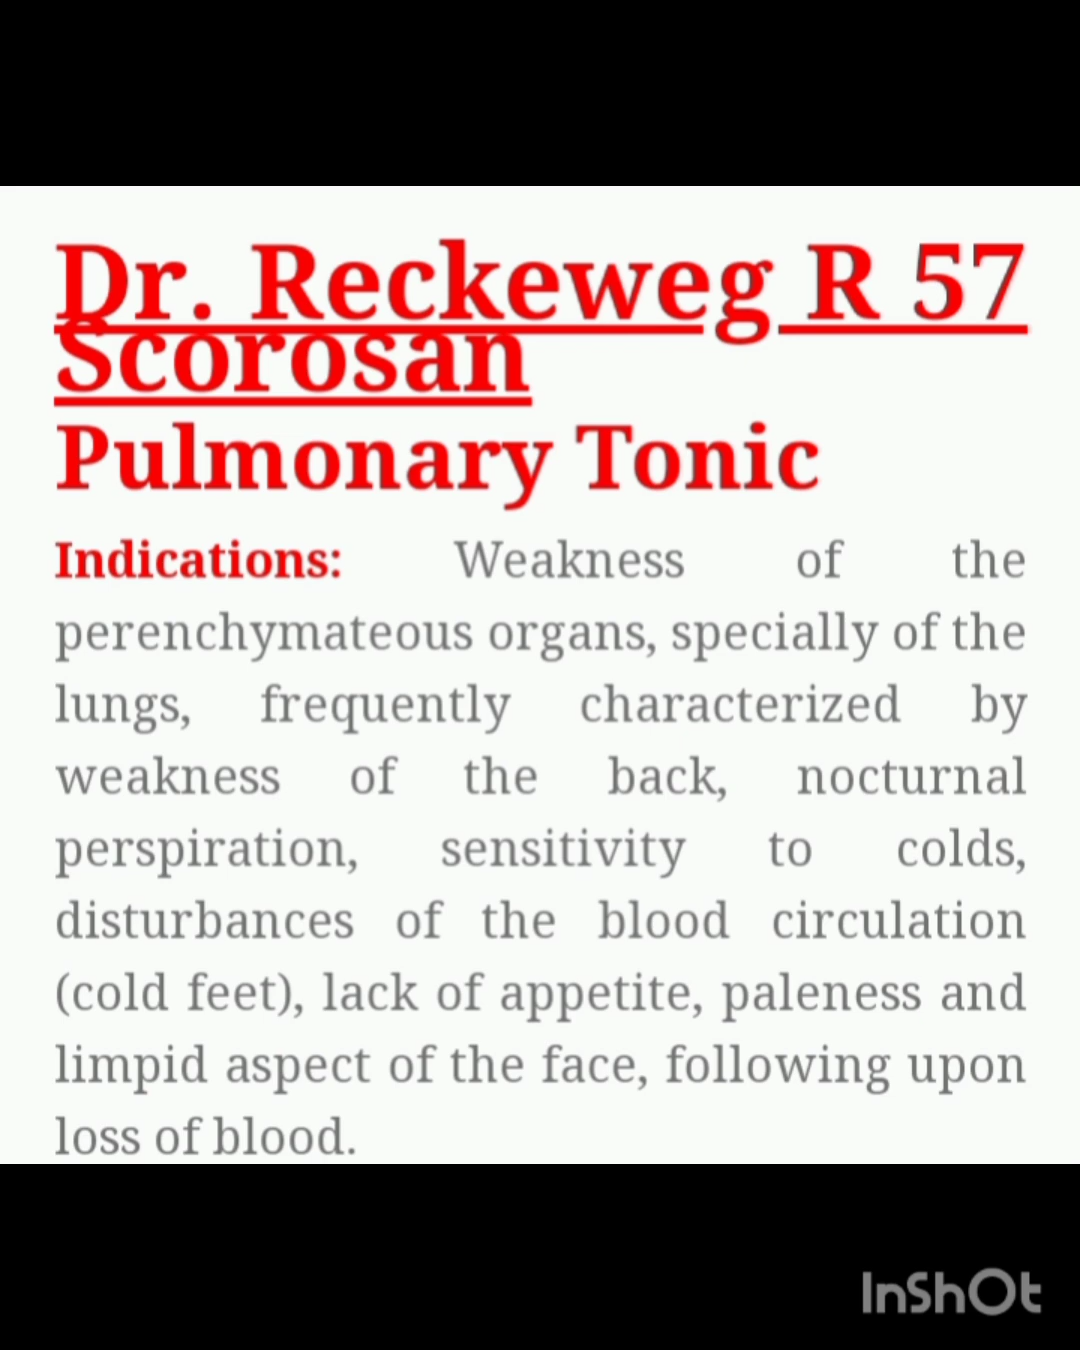 Dr. Reckeweg R 57
Scorosan
Pulmonary Tonic
Indications: Weakness of the
perenchymateous organs, specially of the
lungs, frequently characterized by
weakness of the back, nocturnal
perspiration, sensitivity to colds,
disturbances of the blood circulation
(cold feet), lack of appetite, paleness and
limpid aspect of the face, following upon
loss of blood.
InShOt